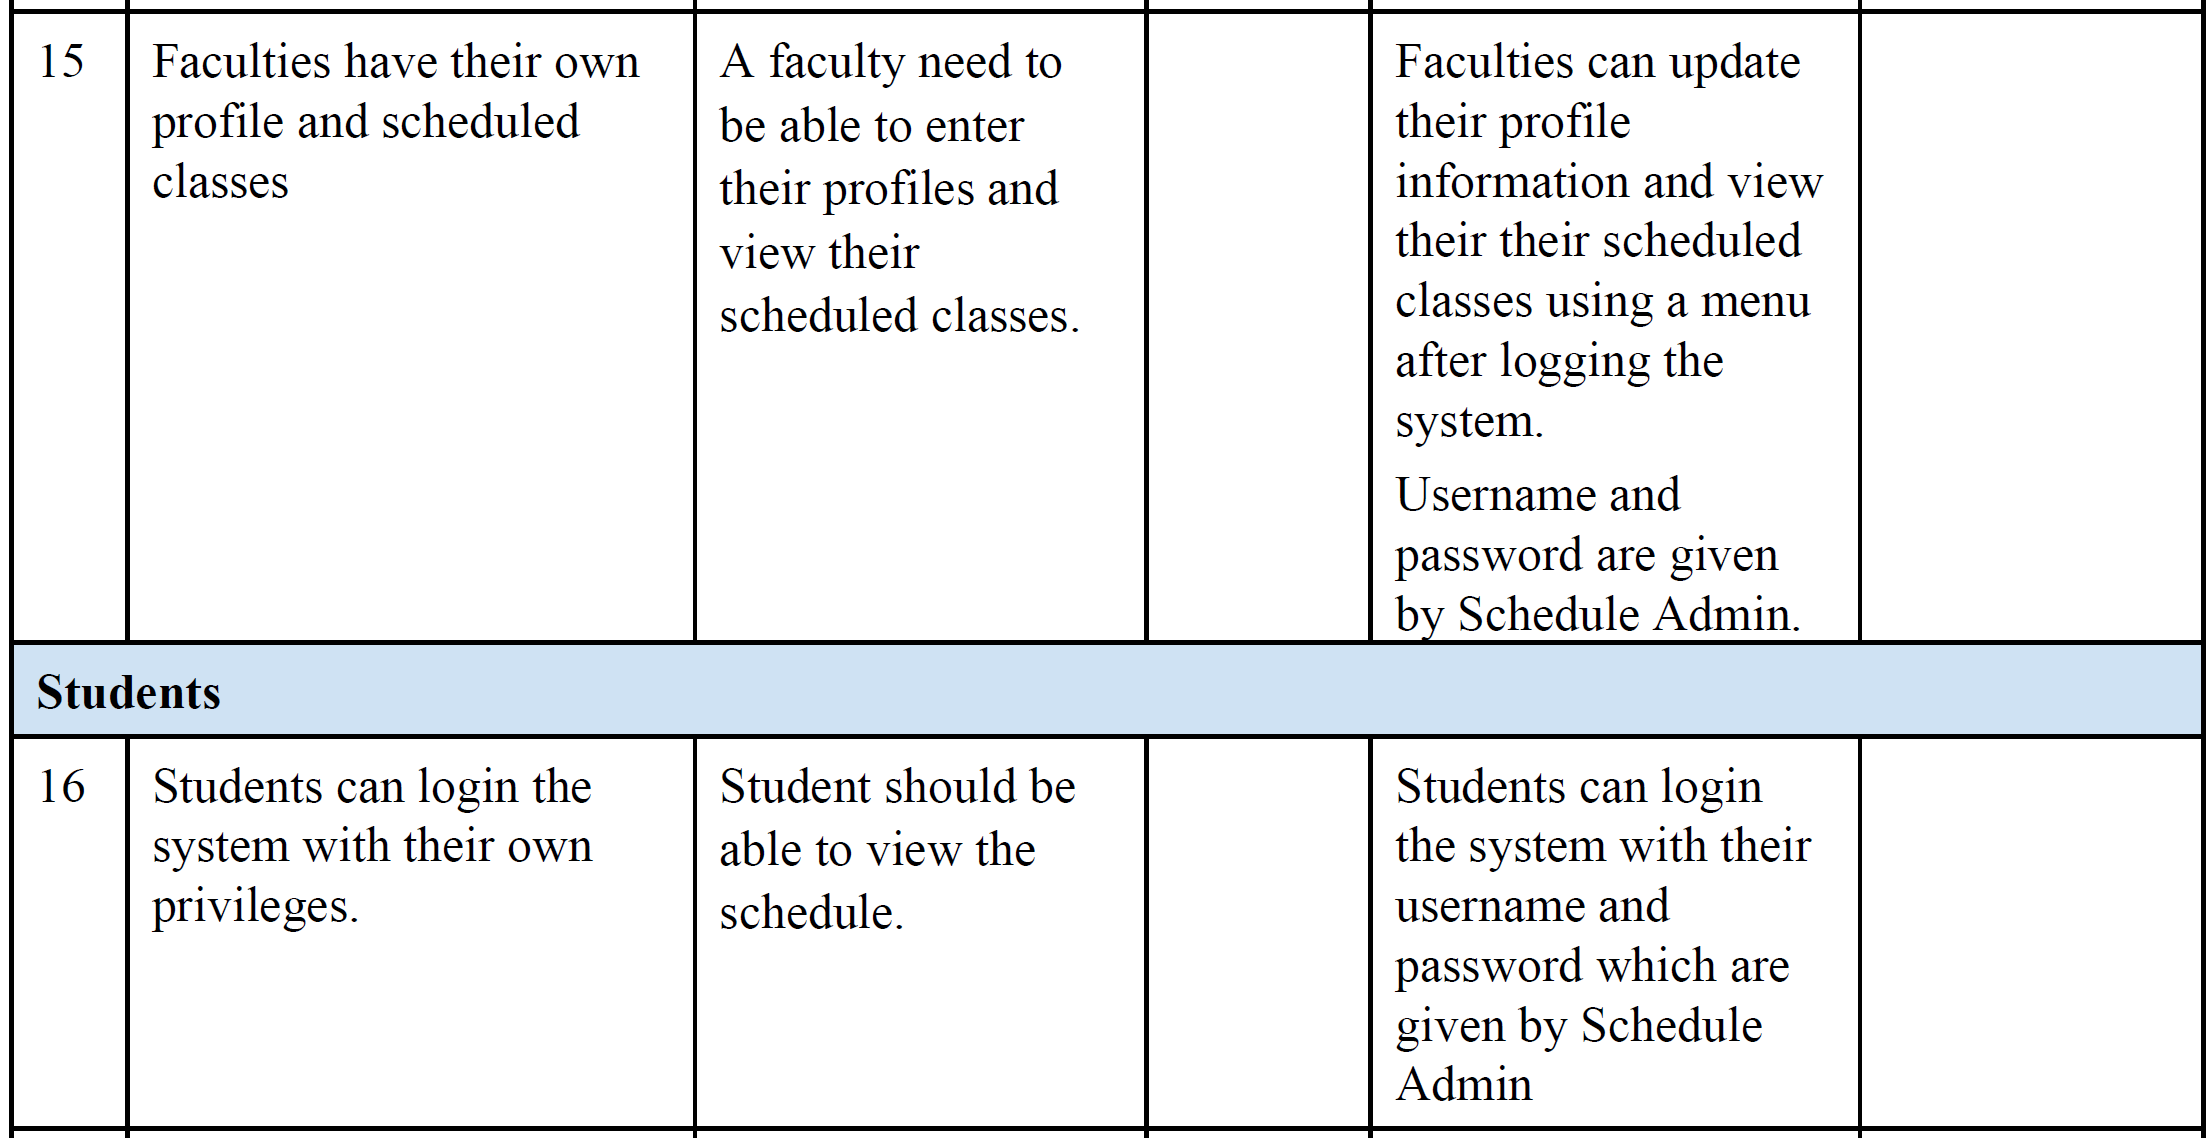 15
Faculties have their own
profile and scheduled
classes
A faculty need to
be able to enter
their profiles and
view their
scheduled classes.
Faculties can update
their profile
information and view
their their scheduled
classes using a menu
after logging the
system.
Username and
password are given
by Schedule Admin.
Students
16
Students can login the
system with their own
privileges.
Student should be
able to view the
schedule.
Students can login
the system with their
username and
password which are
given by Schedule
Admin